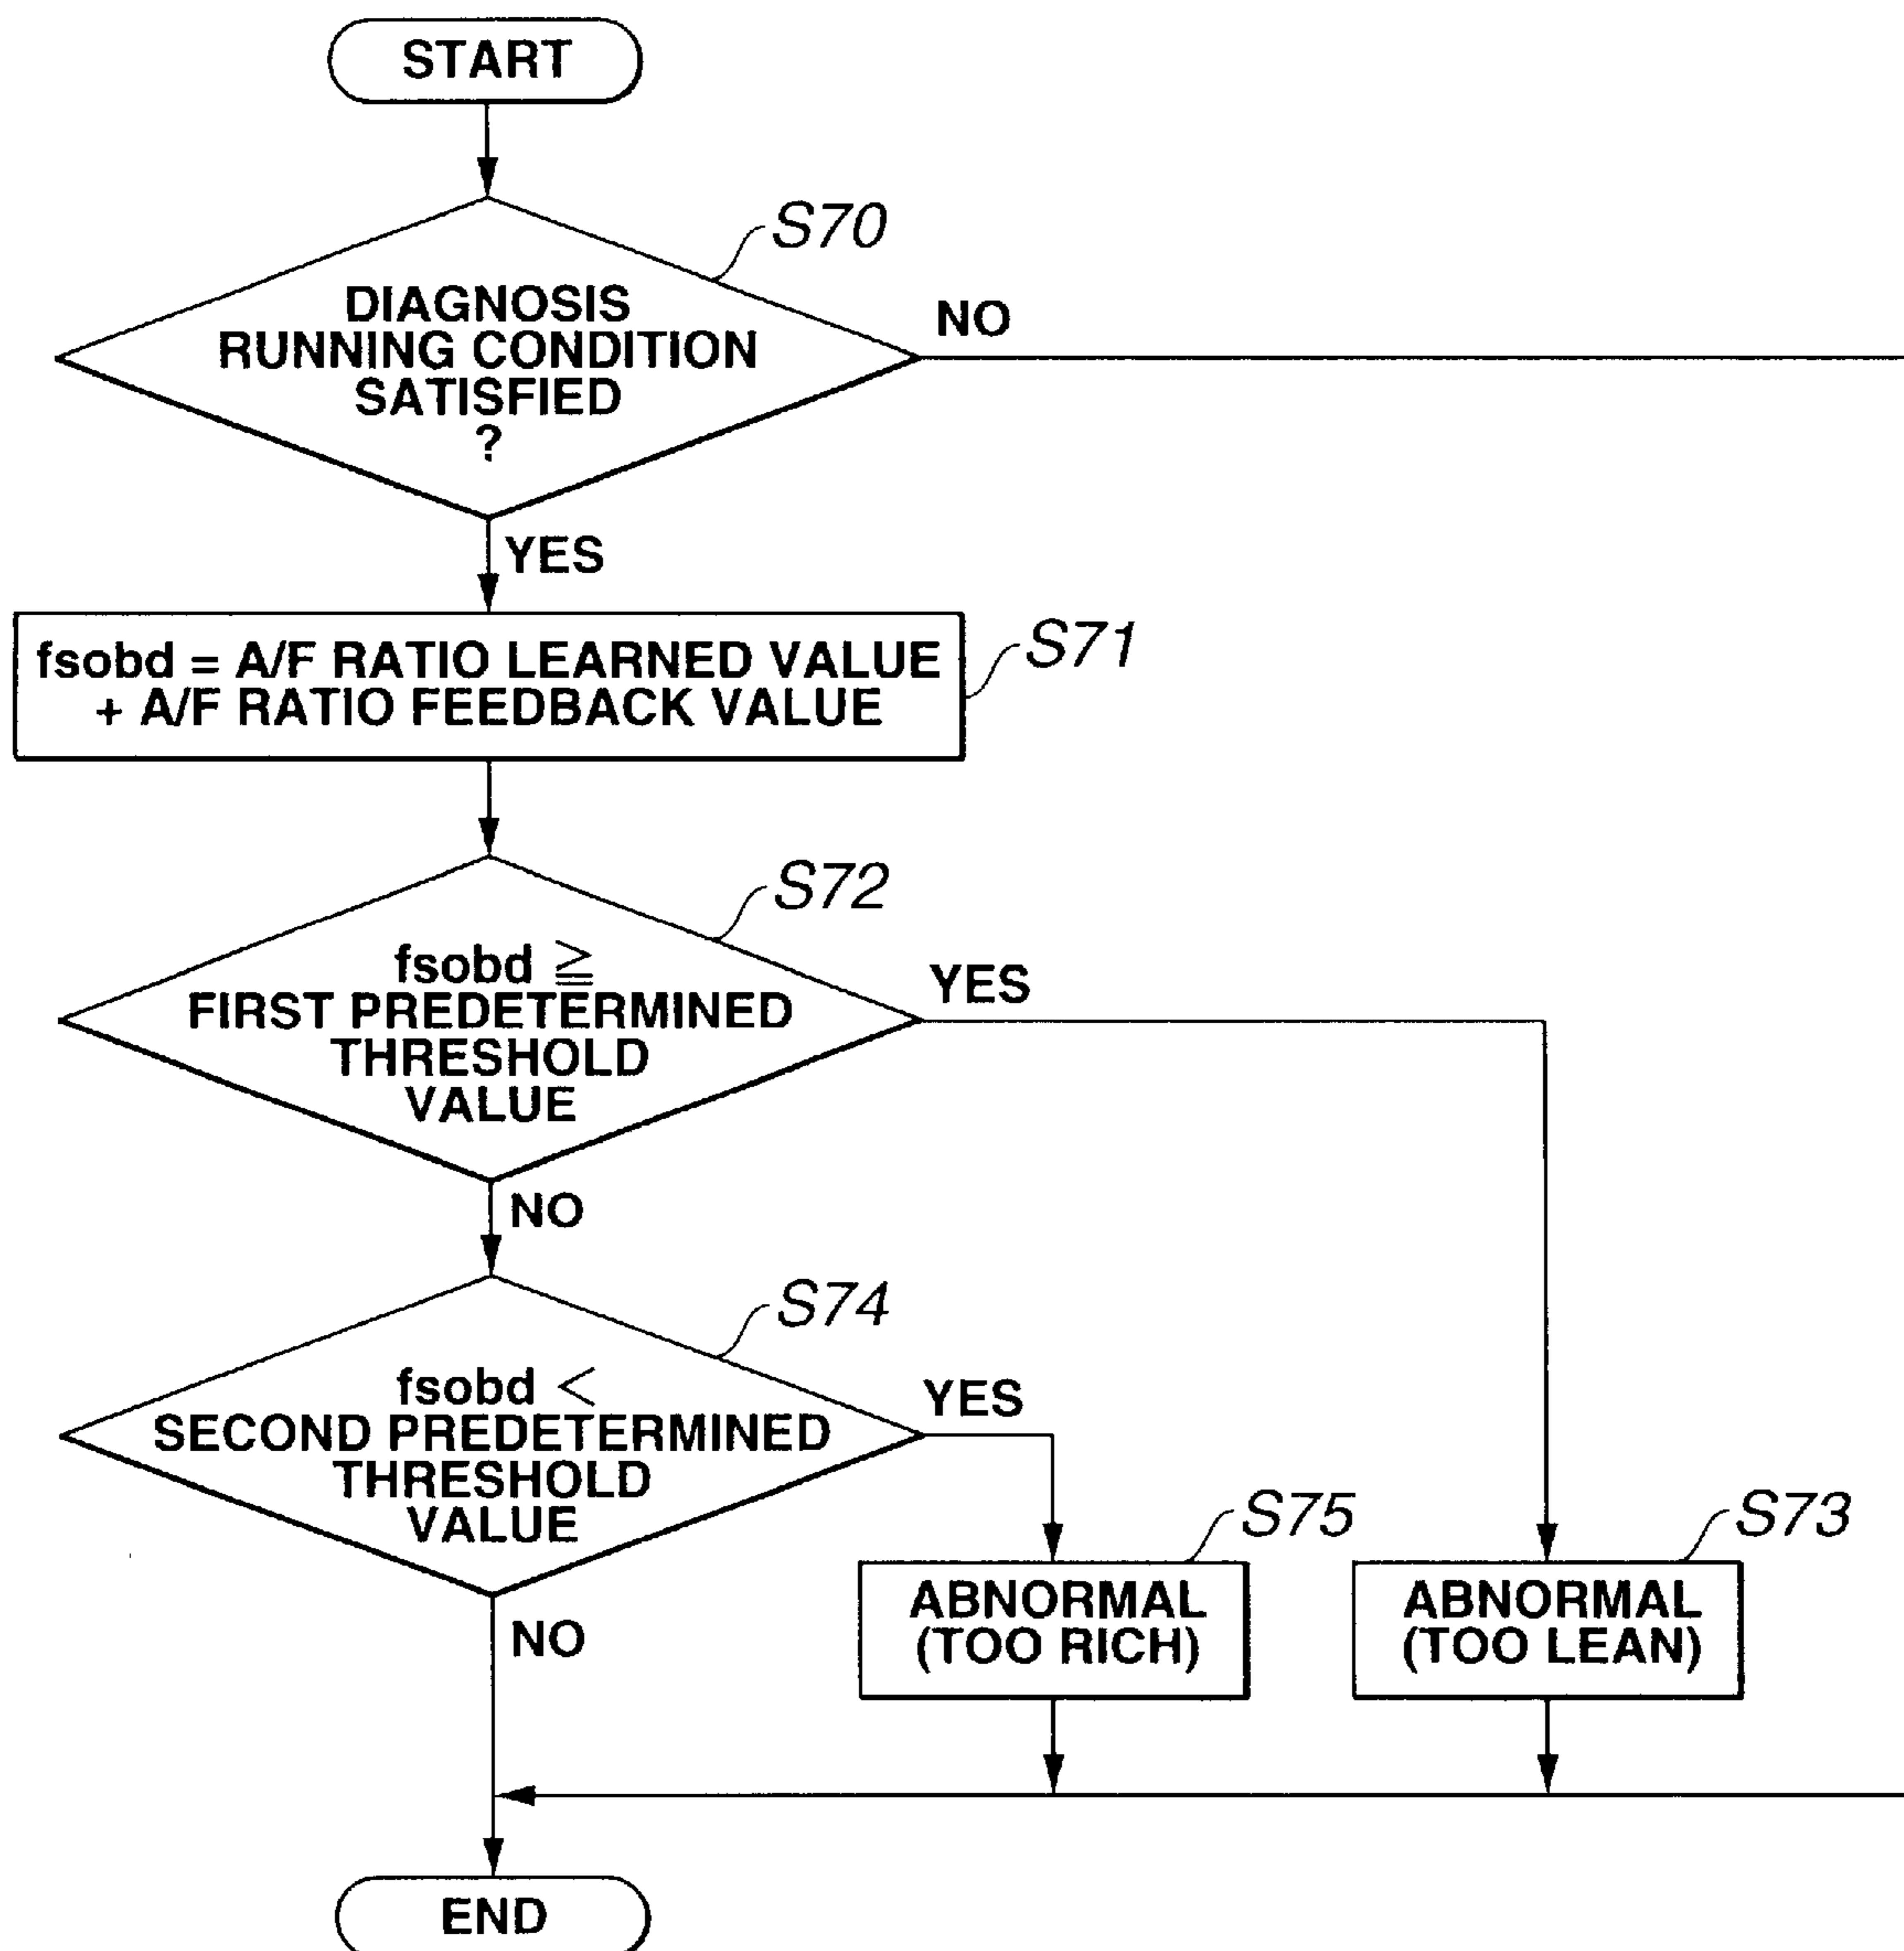 START
S70
DIAGNOSIS
RUNNING CONDITION
SATISFIED
?
NO
YES
fsobd = A/F RATIO LEARNED VALUE
+ A/F RATIO FEEDBACK VALUE
S71
S72
fsobd ≧
FIRST PREDETERMINED
THRESHOLD
VALUE
YES
NO
S74
fsobd <
SECOND PREDETERMINED
THRESHOLD
VALUE
YES
NO
S75
ABNORMAL
(TOO RICH)
S73
ABNORMAL
(TOO LEAN)
END